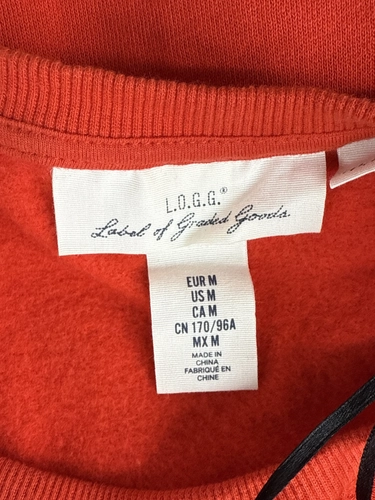 L.O.G.G.®
Label of Graded Goods.
EUR M
US M
CA M
CN 170/96A
MX M
MADE IN
CHINA
FABRIQUÉ EN
CHINE